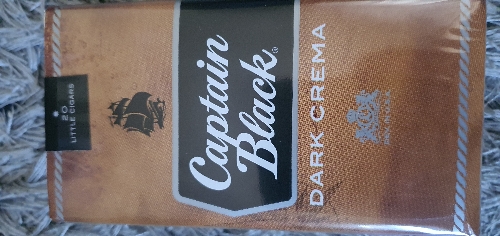 20
LITTLE CIGARS
Captain
Black®
DARK CREMA